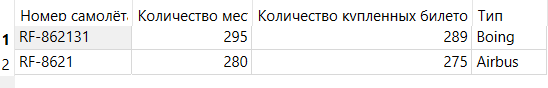 Номер самолёта Количество мес Количество купленных билето Тип
1 RF-862131 295 289 Boing
2 RF-8621 280 275 Airbus